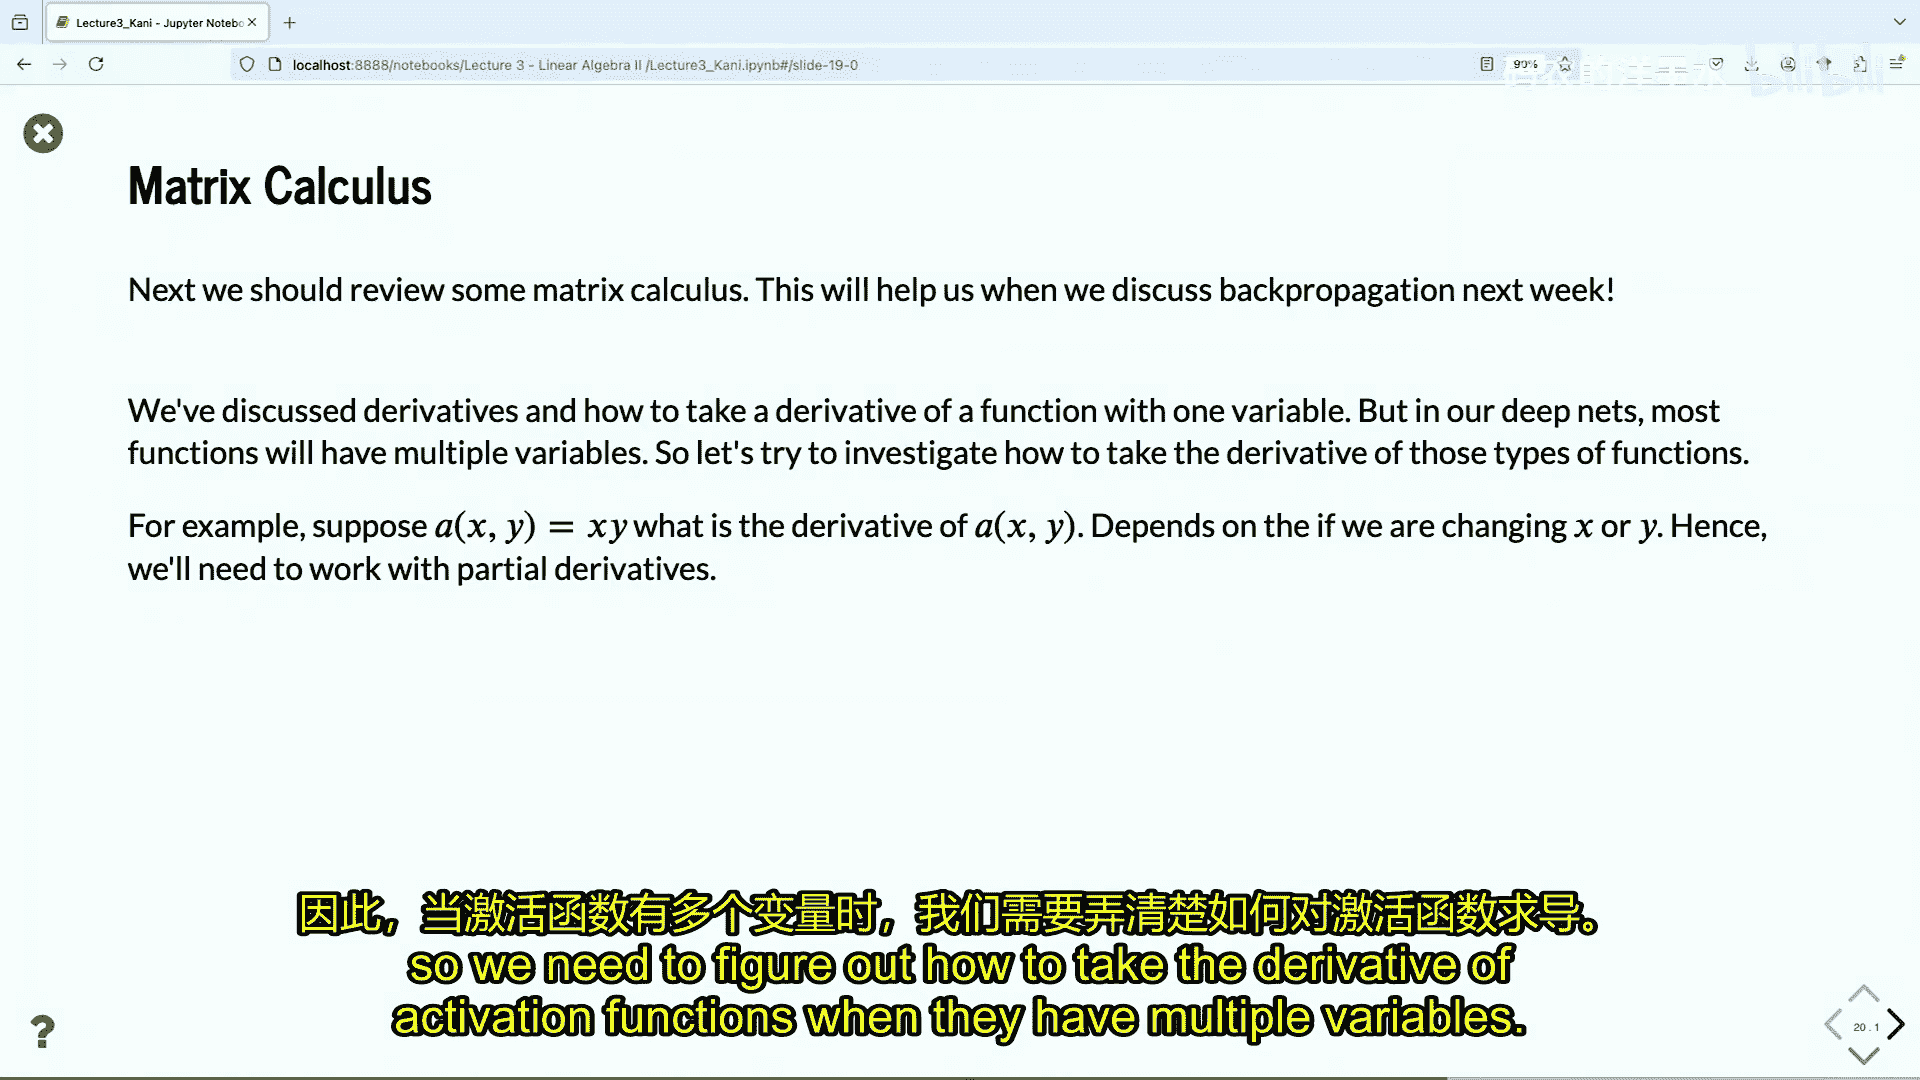 Lecture3_Kani - Jupyter Notebo
localhost:8888/notebooks/Lecture 3 - Linear Algebra II /Lecture3_Kani.ipynb#/slide-19-0
90%
Matrix Calculus
Next we should review some matrix calculus. This will help us when we discuss backpropagation next week!
We've discussed derivatives and how to take a derivative of a function with one variable. But in our deep nets, most
functions will have multiple variables. So let's try to investigate how to take the derivative of those types of functions.
For example, suppose a(x, y) = xy what is the derivative of a(x, y). Depends on the if we are changing x or y. Hence,
we'll need to work with partial derivatives.
因此，当激活函数有多个变量时，我们需要弄清楚如何对激活函数求导。
so we need to figure out how to take the derivative of
activation functions when they have multiple variables.
?
20 . 1